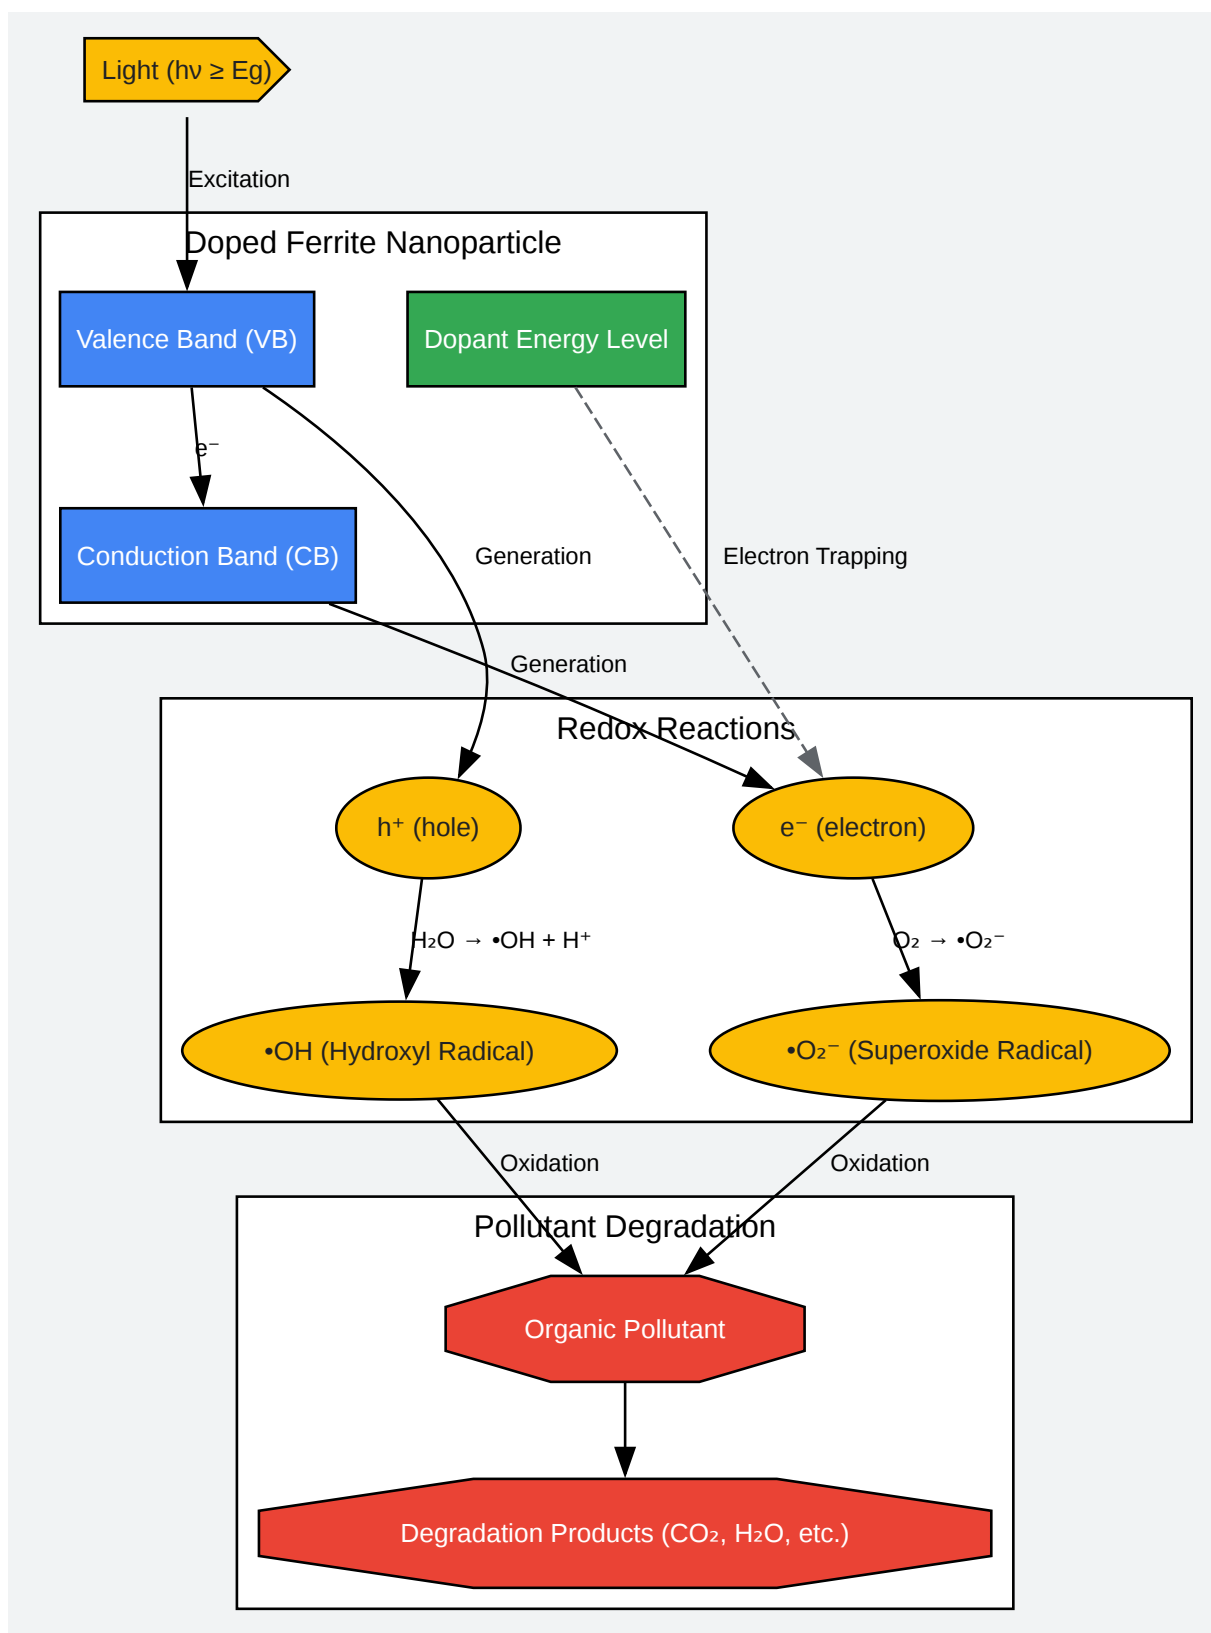 Light (hν ≥ Eg)
Excitation
Doped Ferrite Nanoparticle
Valence Band (VB)
Dopant Energy Level
e⁻
Conduction Band (CB)
Generation
Electron Trapping
Generation
Redox Reactions
h⁺ (hole)
e⁻ (electron)
H₂O → •OH + H⁺
O₂ → •O₂⁻
•OH (Hydroxyl Radical)
•O₂⁻ (Superoxide Radical)
Oxidation
Oxidation
Pollutant Degradation
Organic Pollutant
Degradation Products (CO₂, H₂O, etc.)